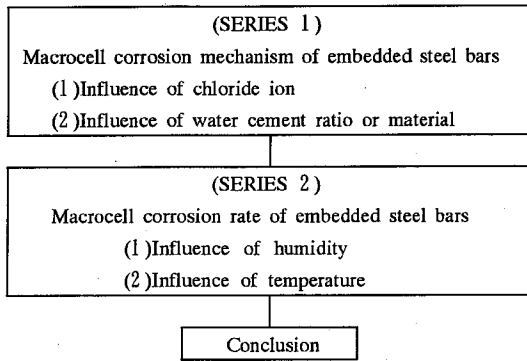 (SERIES 1)
Macrocell corrosion mechanism of embedded steel bars
(1)Influence of chloride ion
(2)Influence of water cement ratio or material
(SERIES 2)
Macrocell corrosion rate of embedded steel bars
(1)Influence of humidity
(2)Influence of temperature
Conclusion